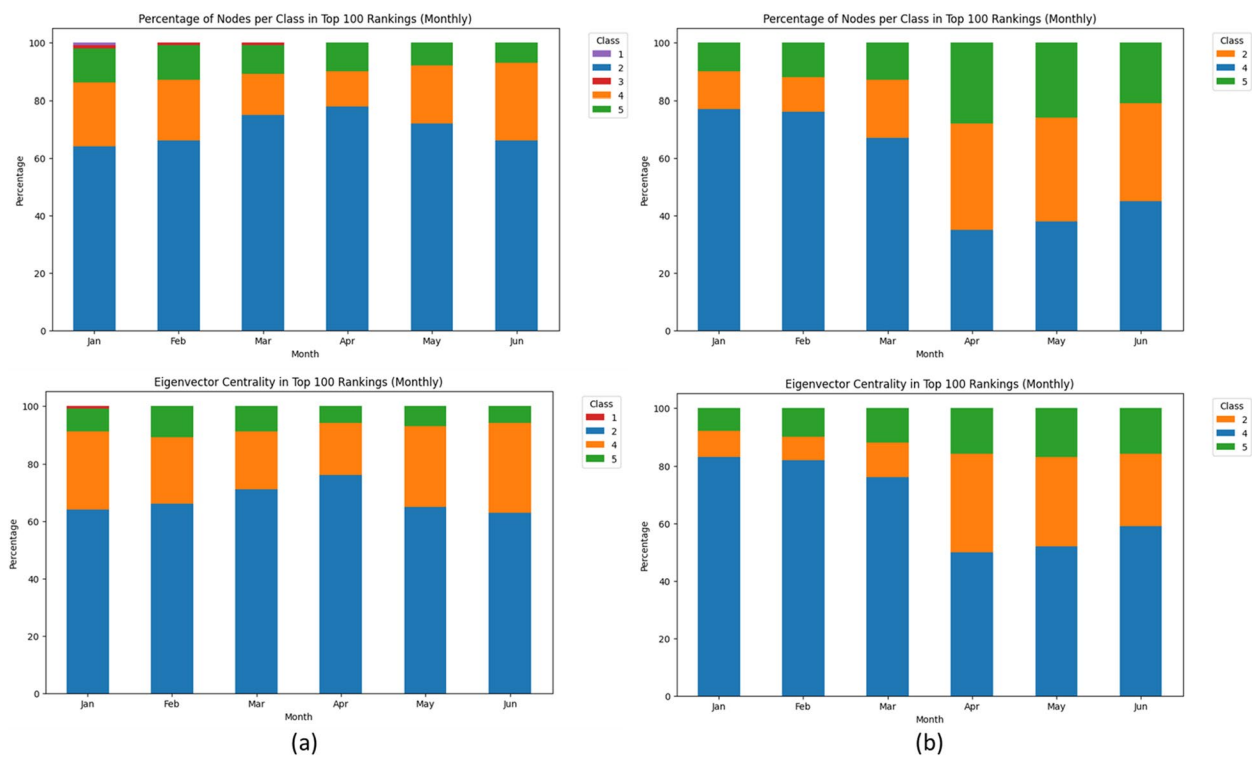 Percentage of Nodes per Class in Top 100 Rankings (Monthly)
100
80
60
40
20
0
Percentage
Jan Feb Mar Apr May Jun
Month
Class
1
2
3
4
5
Percentage of Nodes per Class in Top 100 Rankings (Monthly)
100
80
60
40
20
0
Percentage
Jan Feb Mar Apr May Jun
Month
Class
2
4
5
Eigenvector Centrality in Top 100 Rankings (Monthly)
100
80
60
40
20
0
Percentage
Jan Feb Mar Apr May Jun
Month
Class
1
2
4
5
(a)
Eigenvector Centrality in Top 100 Rankings (Monthly)
100
80
60
40
20
0
Percentage
Jan Feb Mar Apr May Jun
Month
Class
2
4
5
(b)